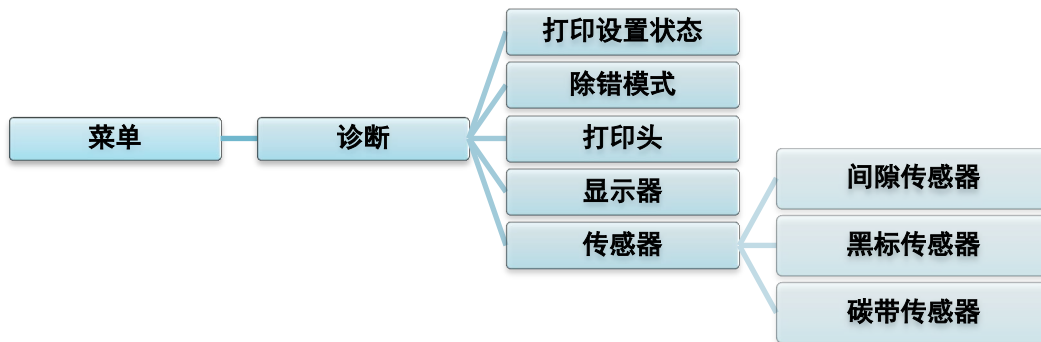 菜单
诊断
打印设置状态
除错模式
打印头
显示器
传感器
间隙传感器
黑标传感器
碳带传感器